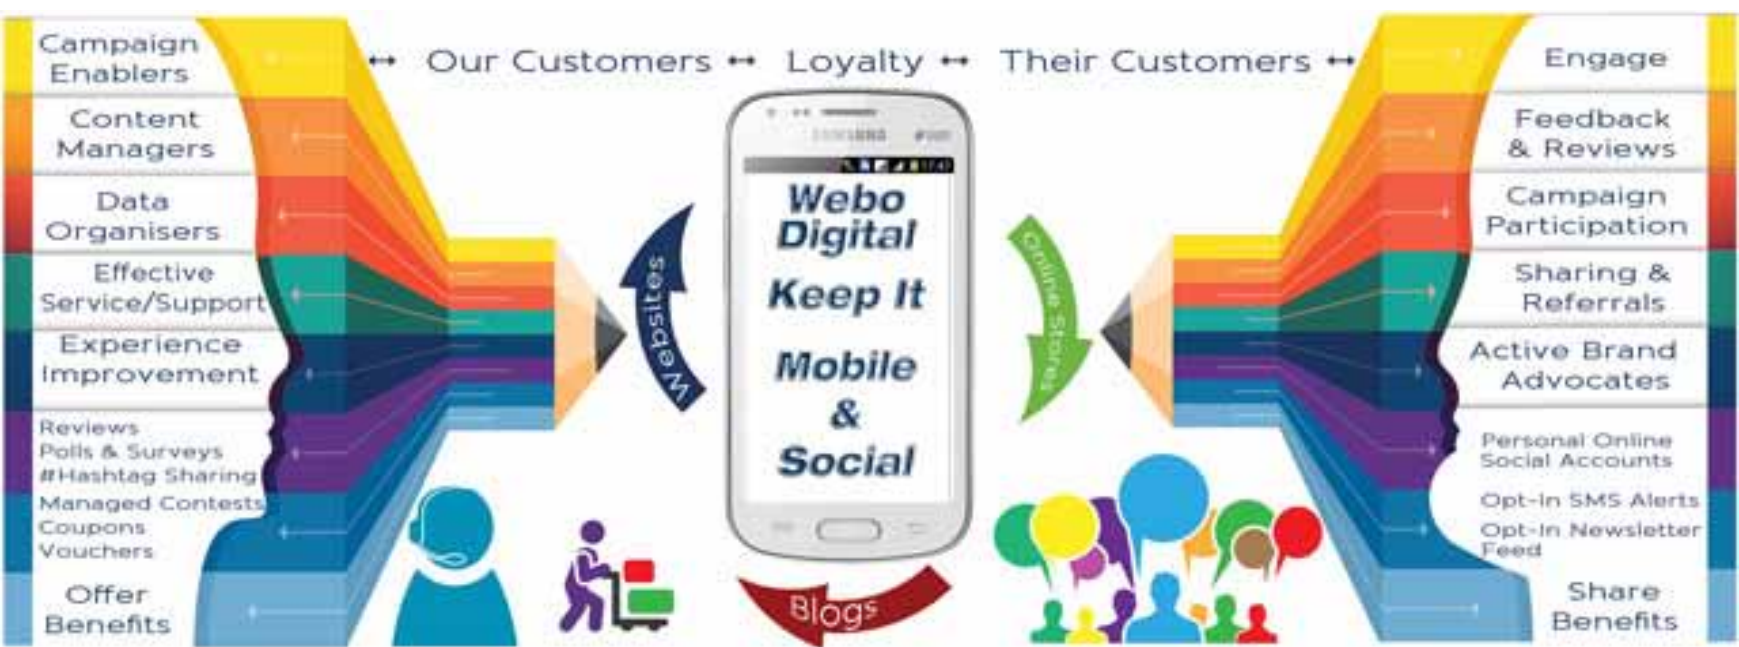 Campaign
Enablers
Content
Managers
Data
Organisers
Effective
Service/Support
Experience
Improvement
Reviews
Polls & Surveys
#Hashtag Sharing
Managed Contests
Coupons
Vouchers
Offer
Benefits
↔ Our Customers ↔ Loyalty ↔ Their Customers ↔
SAMSUNG
Webo
Digital
Keep It
Mobile
&
Social
Websites
Online Stores
Blogs
Engage
Feedback
& Reviews
Campaign
Participation
Sharing &
Referrals
Active Brand
Advocates
Personal Online
Social Accounts
Opt-In SMS Alerts
Opt-In Newsletter
Feed
Share
Benefits